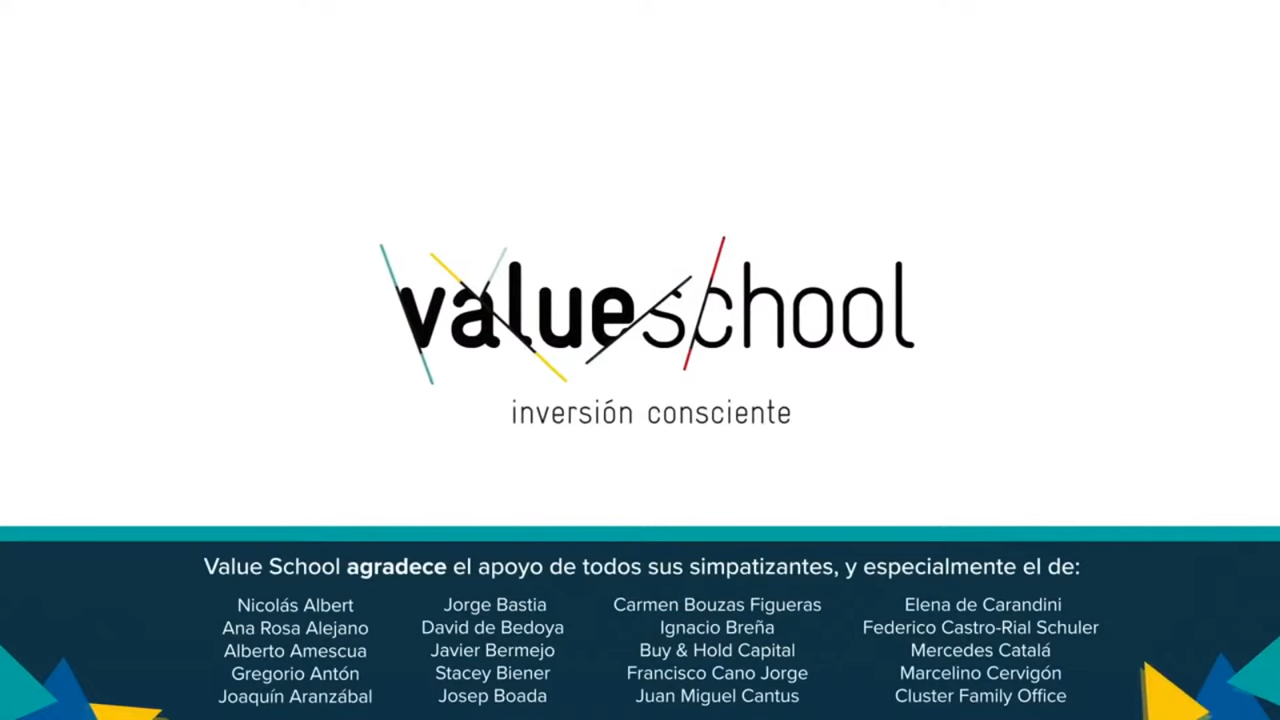 valueschool
inversión consciente
Value School agradece el apoyo de todos sus simpatizantes, y especialmente el de:
Nicolás Albert
Ana Rosa Alejano
Alberto Amescua
Gregorio Antón
Joaquín Aranzábal
Jorge Bastia
David de Bedoya
Javier Bermejo
Stacey Biener
Josep Boada
Carmen Bouzas Figueras
Ignacio Breña
Buy & Hold Capital
Francisco Cano Jorge
Juan Miguel Cantus
Elena de Carandini
Federico Castro-Rial Schuler
Mercedes Catalá
Marcelino Cervigón
Cluster Family Office